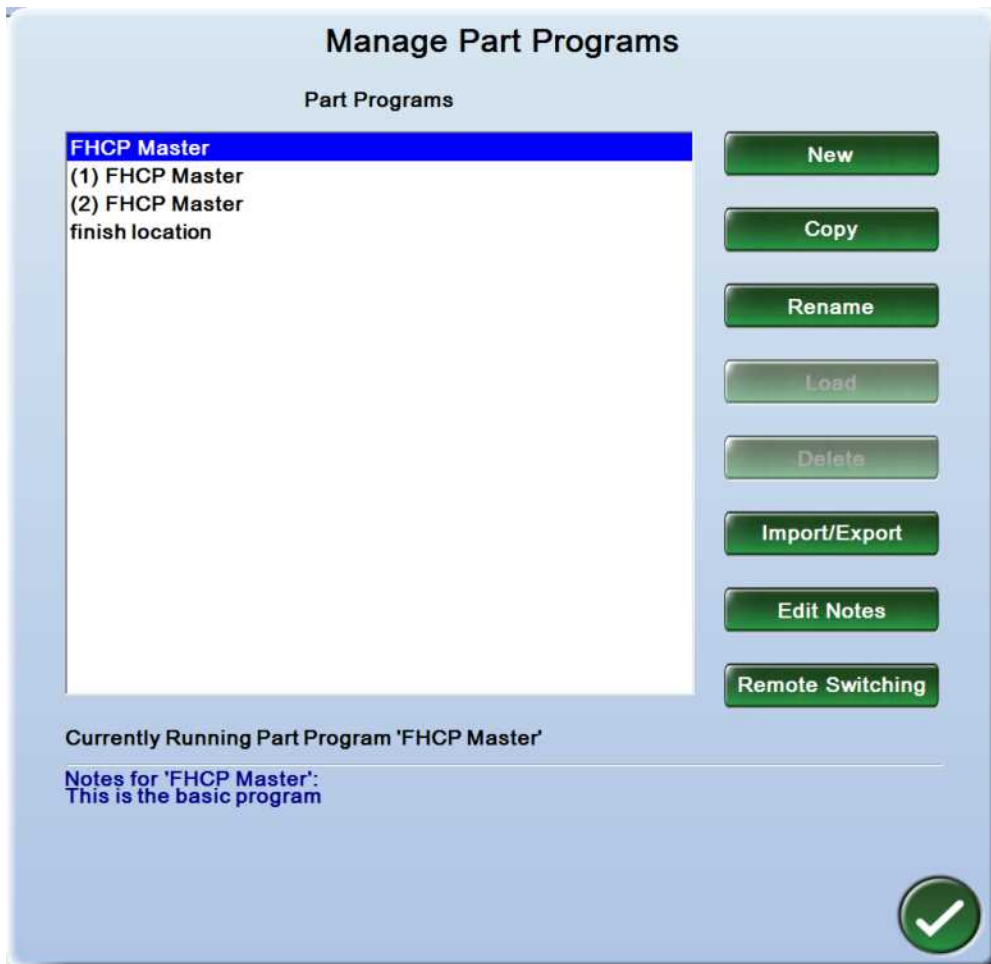 Manage Part Programs
Part Programs
FHCP Master
(1) FHCP Master
(2) FHCP Master
finish location
New
Copy
Rename
Load
Delete
Import/Export
Edit Notes
Remote Switching
Currently Running Part Program 'FHCP Master'
Notes for 'FHCP Master':
This is the basic program